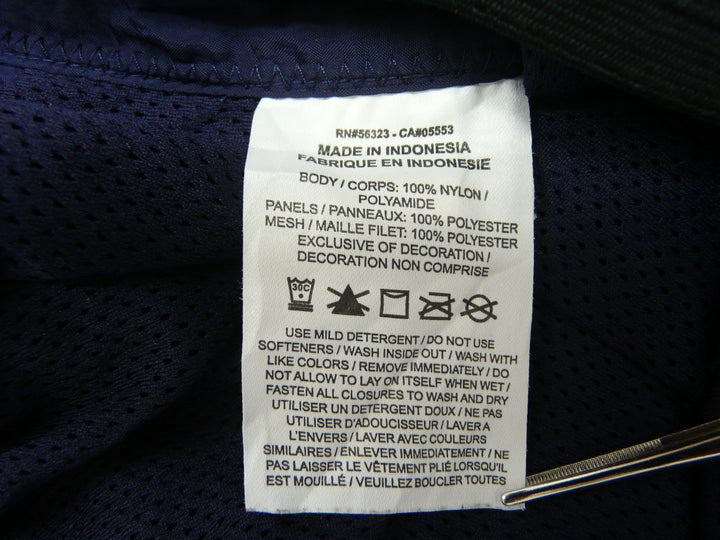 RN#56323 - CA#05553
MADE IN INDONESIA
FABRIQUE EN INDONESIE
BODY / CORPS: 100% NYLON /
POLYAMIDE
PANELS / PANNEAUX: 100% POLYESTER
MESH / MAILLE FILET: 100% POLYESTER
EXCLUSIVE OF DECORATION /
DECORATION NON COMPRISE
30C
USE MILD DETERGENT / DO NOT USE
SOFTENERS / WASH INSIDE OUT / WASH WITH
LIKE COLORS / REMOVE IMMEDIATELY / DO
NOT ALLOW TO LAY ON ITSELF WHEN WET /
FASTEN ALL CLOSURES TO WASH AND DRY
UTILISER UN DETERGENT DOUX / NE PAS
UTILISER D'ADOUCISSEUR / LAVER A
L'ENVERS / LAVER AVEC COULEURS
SIMILAIRES / ENLEVER IMMEDIATEMENT / NE
PAS LAISSER LE VÊTEMENT PLIÉ LORSQU'IL
EST MOUILLÉ / VEUILLEZ BOUCLER TOUTES